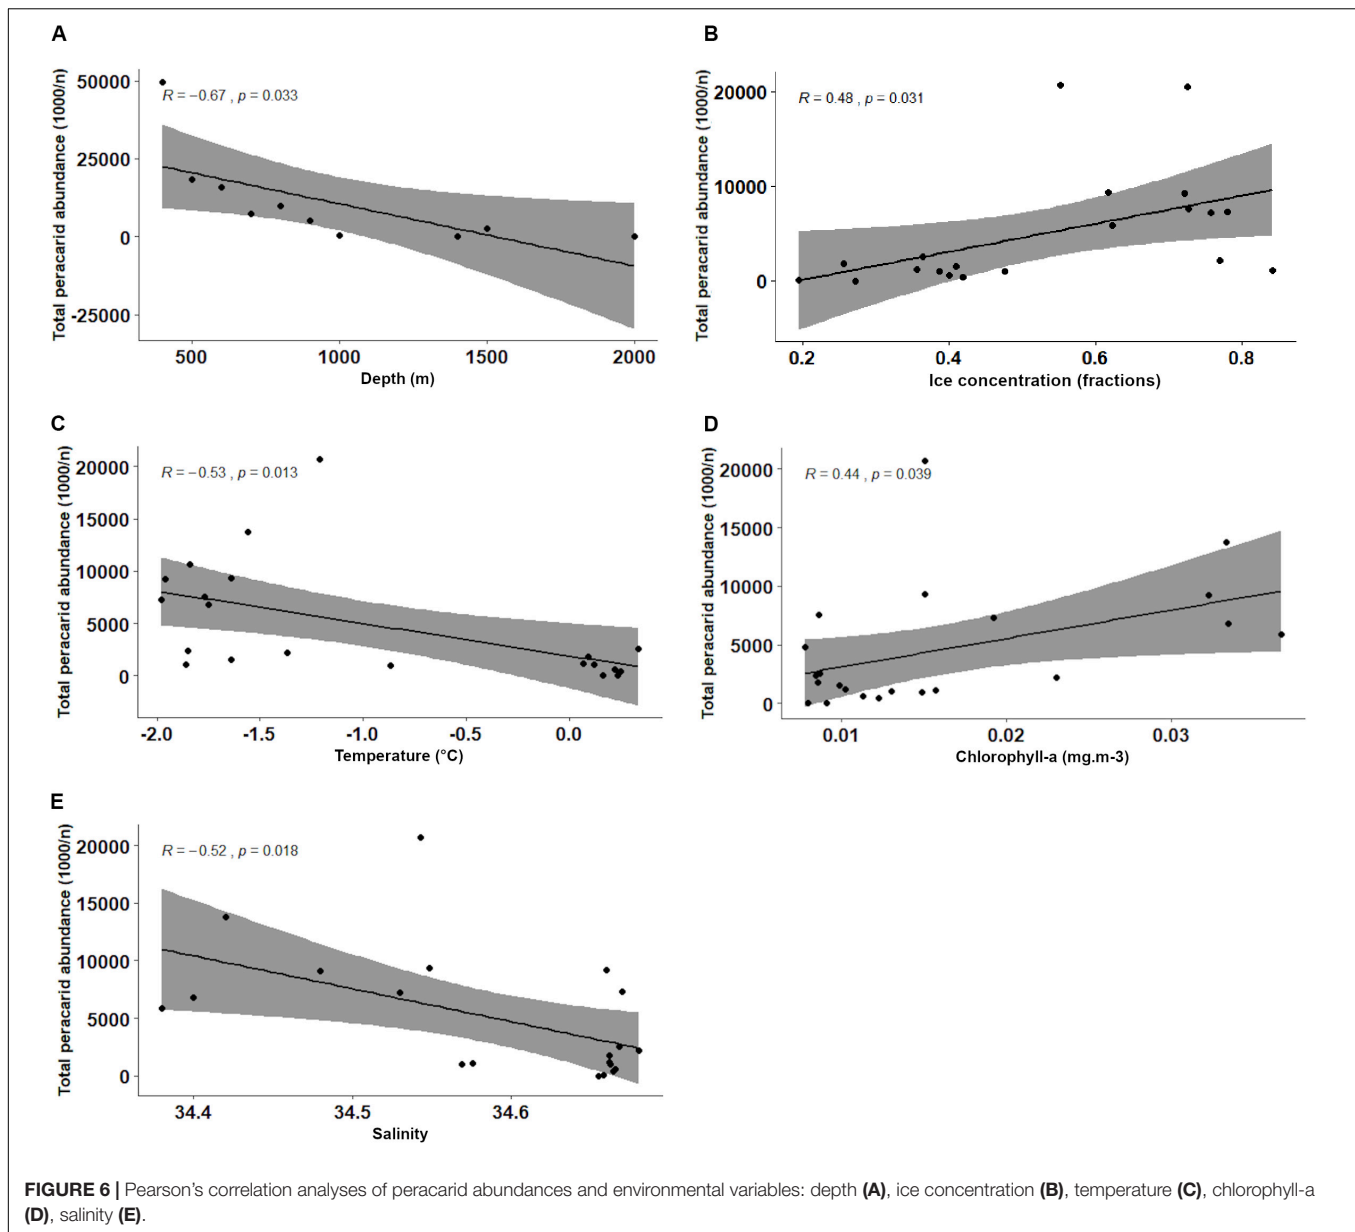 A
Total peracarid abundance (1000/n)
50000
25000
0
-25000
R = −0.67 , p = 0.033
500 1000 1500 2000
Depth (m)
B
Total peracarid abundance (1000/n)
20000
10000
0
R = 0.48 , p = 0.031
0.2 0.4 0.6 0.8
Ice concentration (fractions)
C
Total peracarid abundance (1000/n)
20000
15000
10000
5000
0
R = −0.53 , p = 0.013
-2.0 -1.5 -1.0 -0.5 0.0
Temperature (°C)
D
Total peracarid abundance (1000/n)
20000
15000
10000
5000
0
R = 0.44 , p = 0.039
0.01 0.02 0.03
Chlorophyll-a (mg.m-3)
E
Total peracarid abundance (1000/n)
20000
15000
10000
5000
0
R = −0.52 , p = 0.018
34.4 34.5 34.6
Salinity
FIGURE 6 | Pearson's correlation analyses of peracarid abundances and environmental variables: depth (A), ice concentration (B), temperature (C), chlorophyll-a
(D), salinity (E).